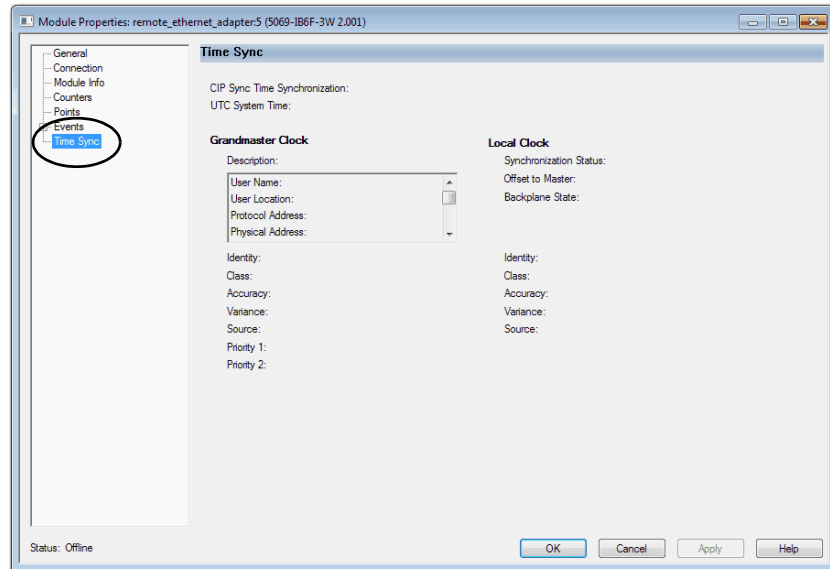 Module Properties: remote_ethernet_adapter:5 (5069-IB6F-3W 2.001)
General
Connection
Module Info
Counters
Points
Events
Time Sync
Time Sync
CIP Sync Time Synchronization:
UTC System Time:
Grandmaster Clock
Description:
User Name:
User Location:
Protocol Address:
Physical Address:
Identity:
Class:
Accuracy:
Variance:
Source:
Priority 1:
Priority 2:
Local Clock
Synchronization Status:
Offset to Master:
Backplane State:
Identity:
Class:
Accuracy:
Variance:
Source:
Status: Offline
OK
Cancel
Apply
Help